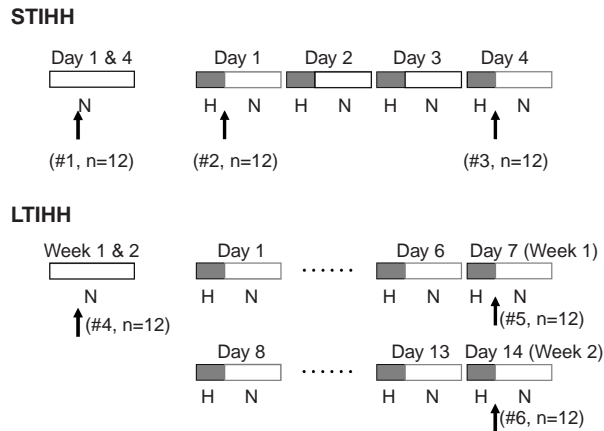 STIHH
Day 1 & 4 Day 1 Day 2 Day 3 Day 4
N H N H N H N H N
(#1, n=12) (#2, n=12) (#3, n=12)
LTIHH
Week 1 & 2 Day 1 ...... Day 6 Day 7 (Week 1)
N H N H N H N
(#4, n=12) (#5, n=12)
Day 8 ...... Day 13 Day 14 (Week 2)
H N H N H N
(#6, n=12)